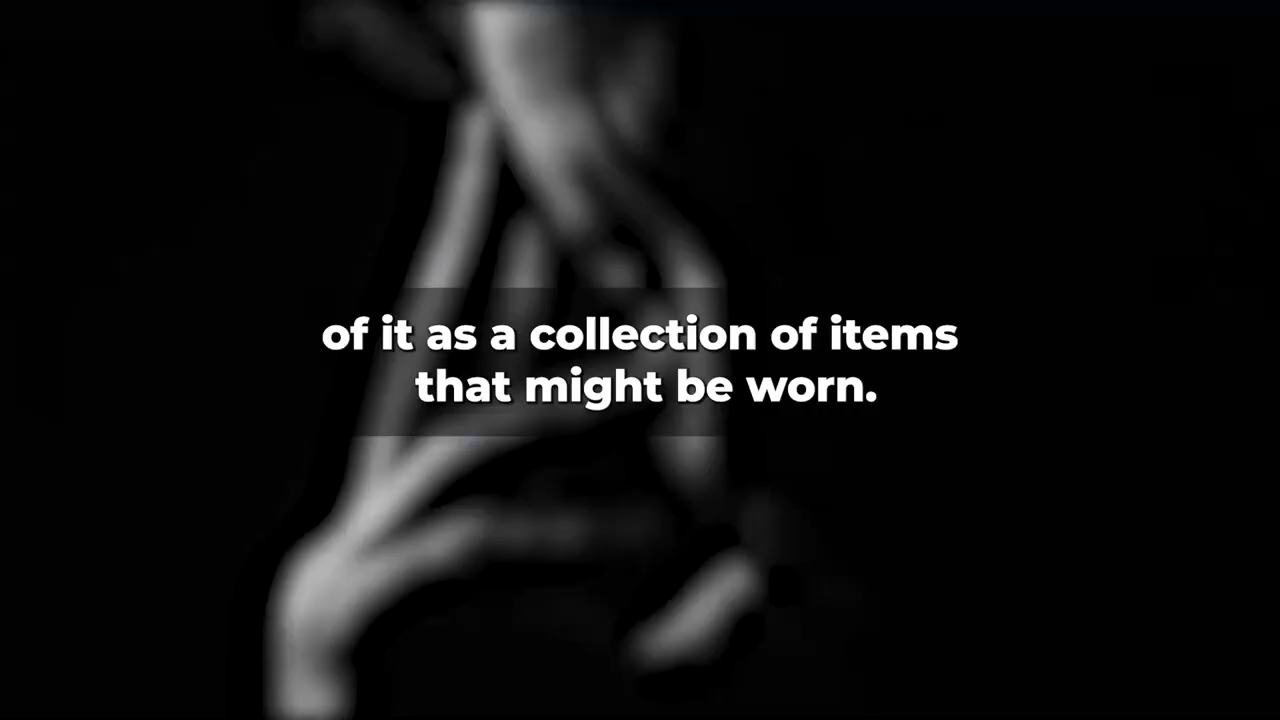 of it as a collection of items
that might be worn.